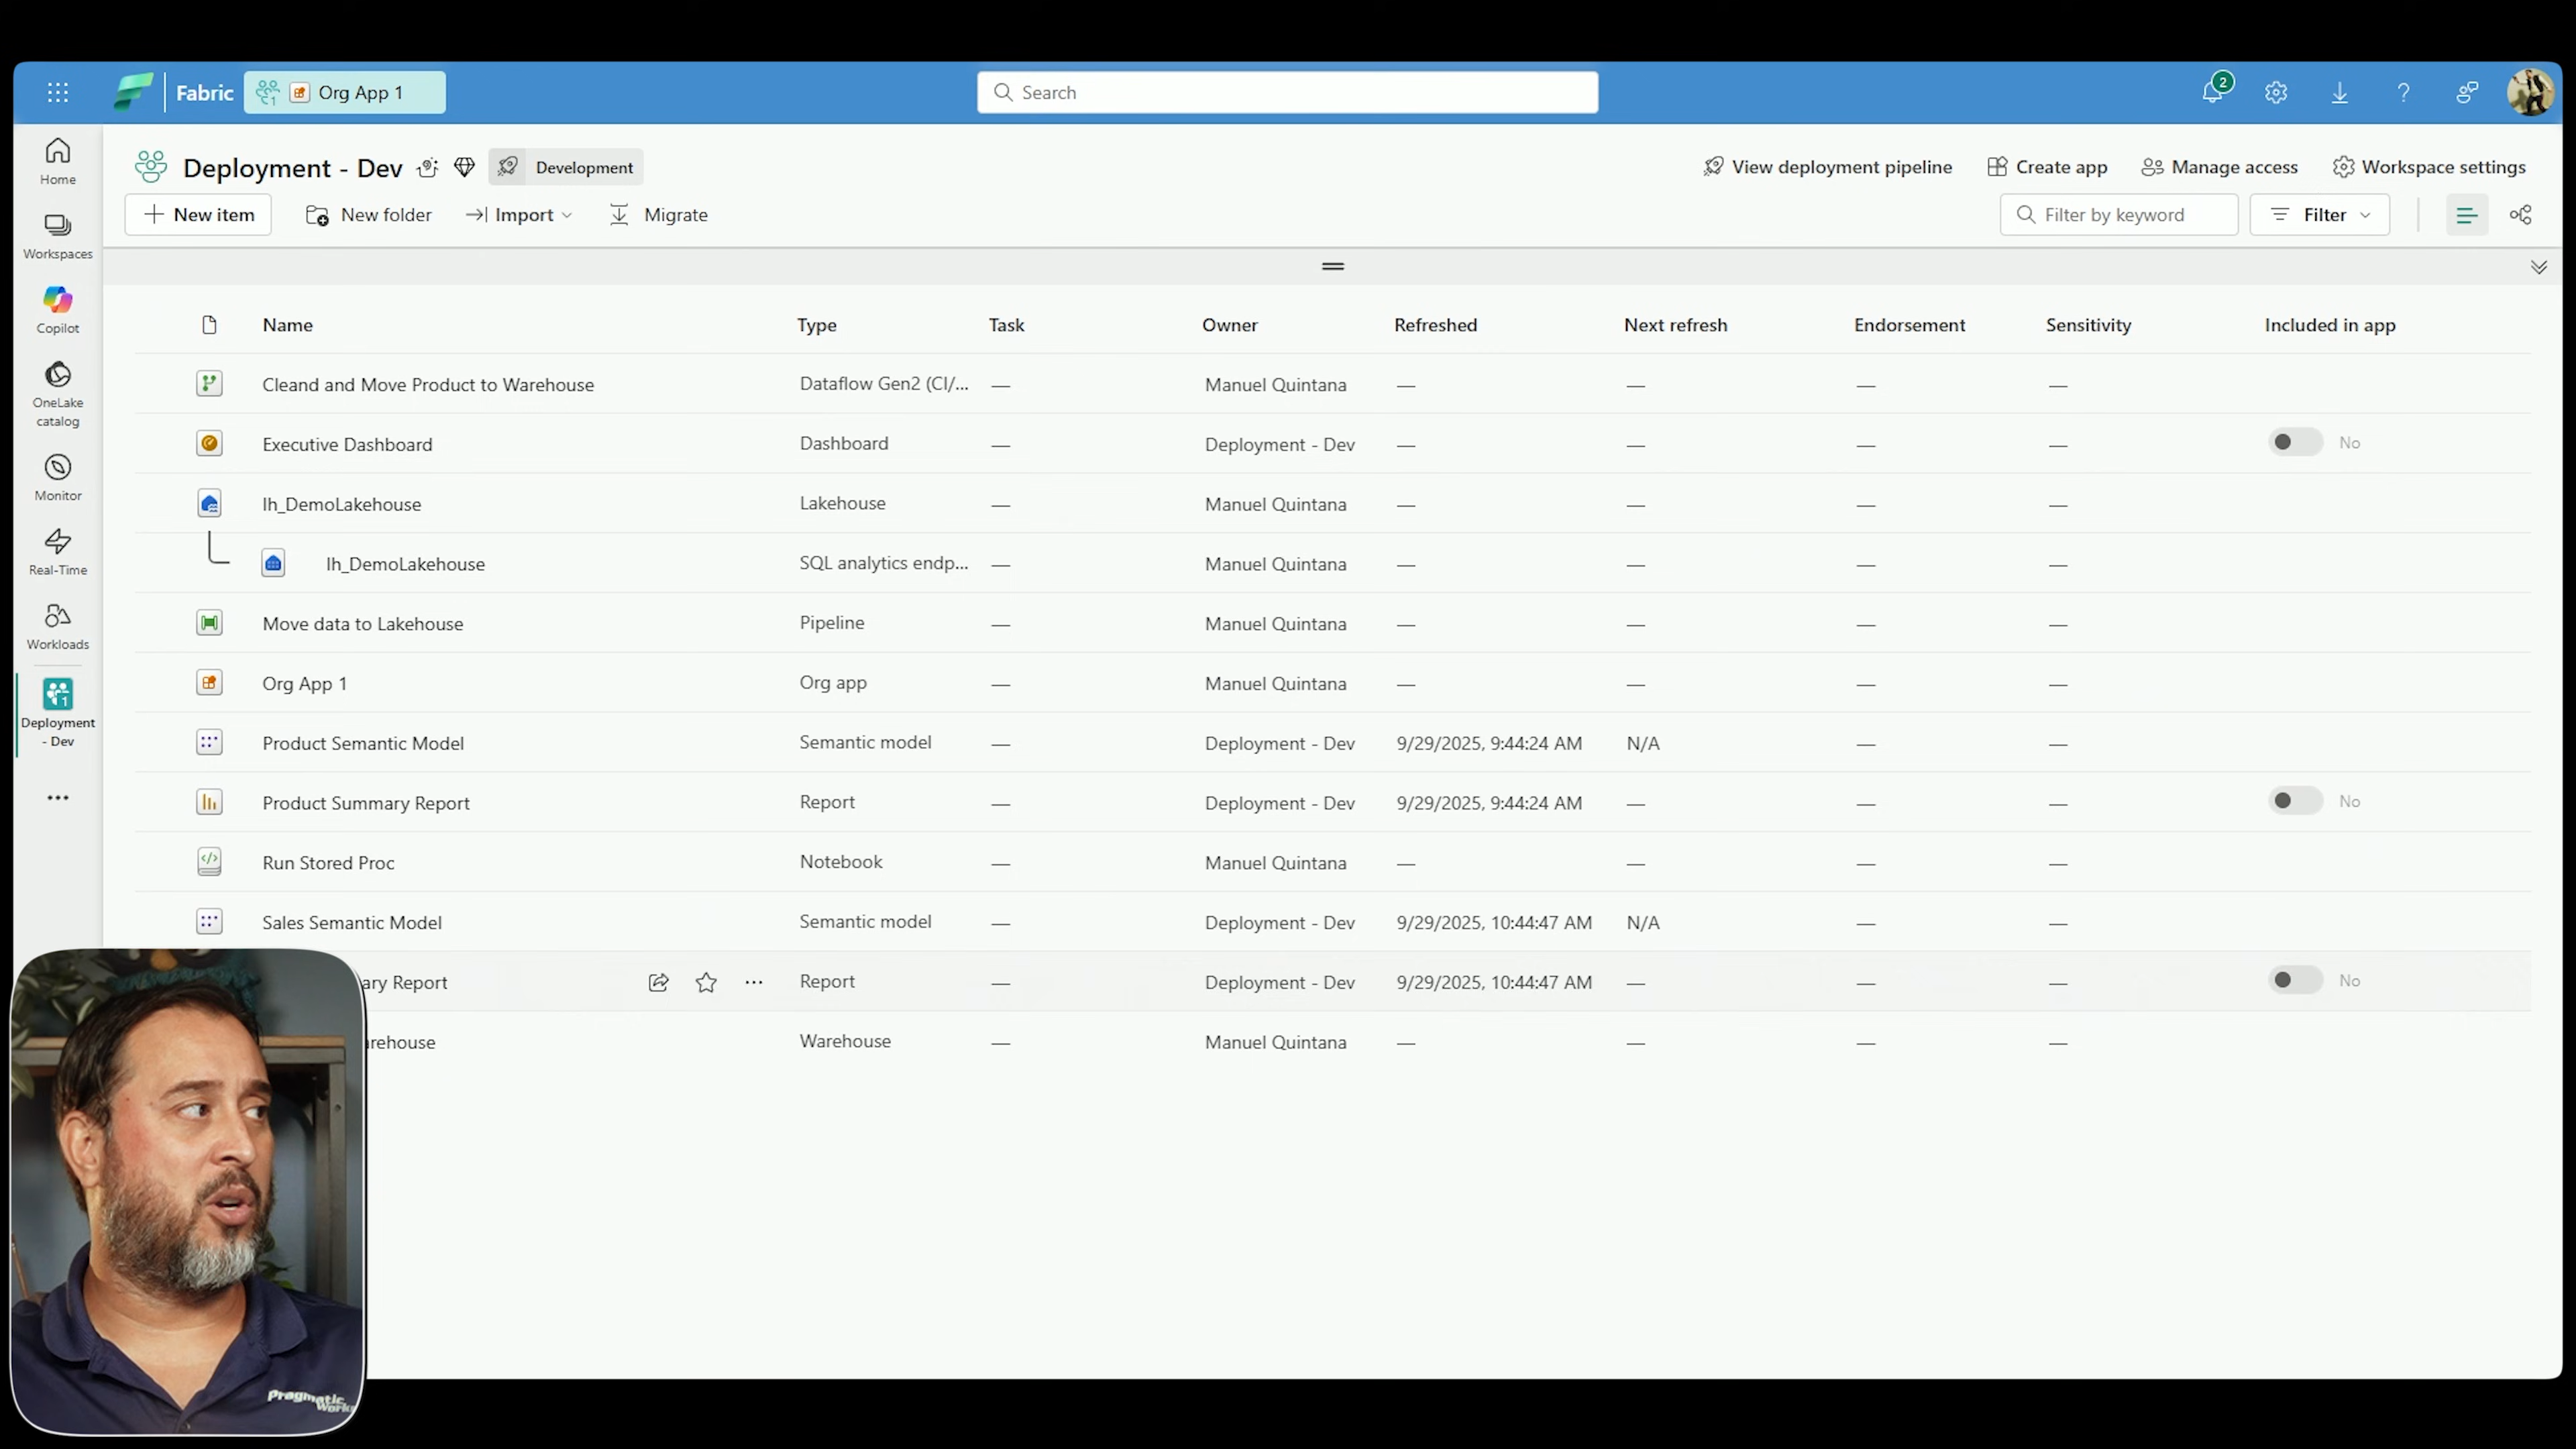 Fabric
Org App 1
Search
2
Deployment - Dev
Development
View deployment pipeline
Create app
Manage access
Workspace settings
New item
New folder
Import
Migrate
Filter by keyword
Filter
Home
Workspaces
Copilot
OneLake
catalog
Monitor
Real-Time
Workloads
1
Deployment
- Dev
Name Type Task Owner Refreshed Next refresh Endorsement Sensitivity Included in app
Cleand and Move Product to Warehouse Dataflow Gen2 (CI/... — Manuel Quintana — — — —
Executive Dashboard Dashboard — Deployment - Dev — — — — No
lh_DemoLakehouse Lakehouse — Manuel Quintana — — — —
lh_DemoLakehouse SQL analytics endp... — Manuel Quintana — — — —
Move data to Lakehouse Pipeline — Manuel Quintana — — — —
Org App 1 Org app — Manuel Quintana — — — —
Product Semantic Model Semantic model — Deployment - Dev 9/29/2025, 9:44:24 AM N/A — —
Product Summary Report Report — Deployment - Dev 9/29/2025, 9:44:24 AM — — — No
Run Stored Proc Notebook — Manuel Quintana — — — —
Sales Semantic Model Semantic model — Deployment - Dev 9/29/2025, 10:44:47 AM N/A — —
ary Report Report — Deployment - Dev 9/29/2025, 10:44:47 AM — — — No
rehouse Warehouse — Manuel Quintana — — — —
Pragmatic
Works